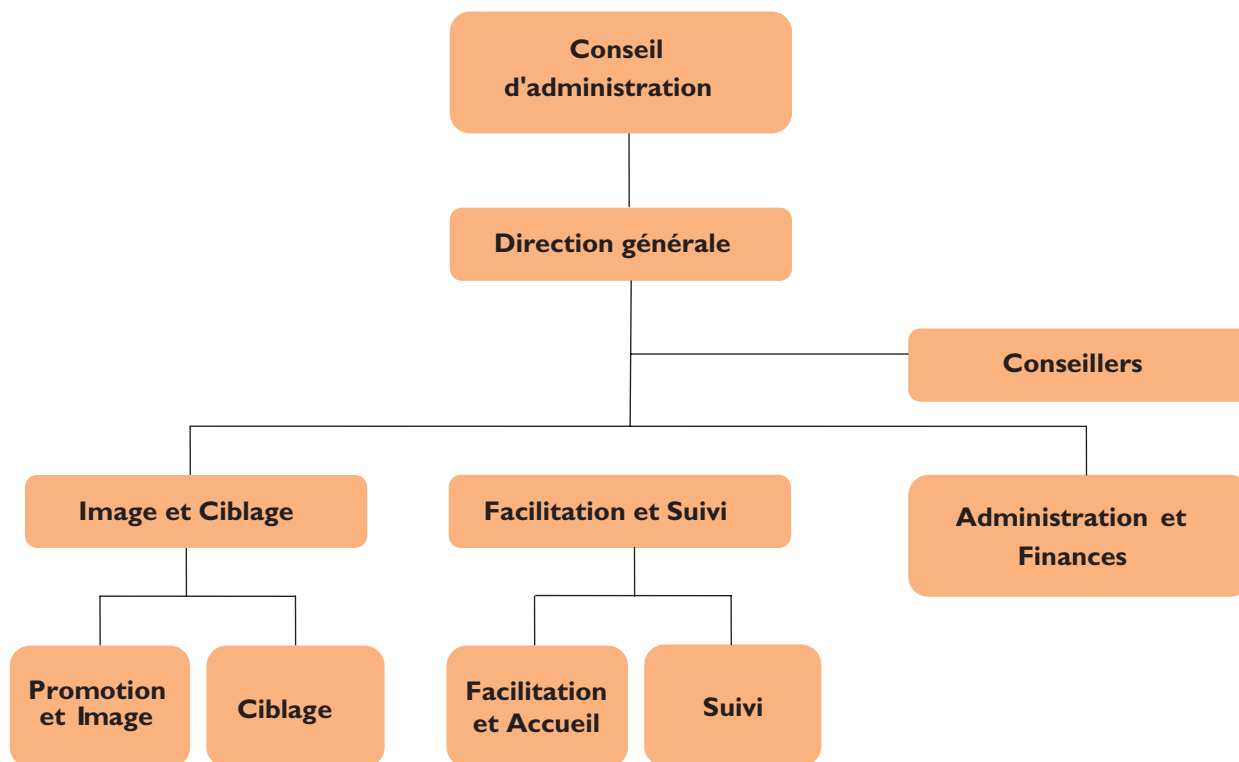 Conseil
d'administration
Direction générale
Conseillers
Image et Ciblage
Facilitation et Suivi
Administration et
Finances
Promotion
et Image
Ciblage
Facilitation
et Accueil
Suivi